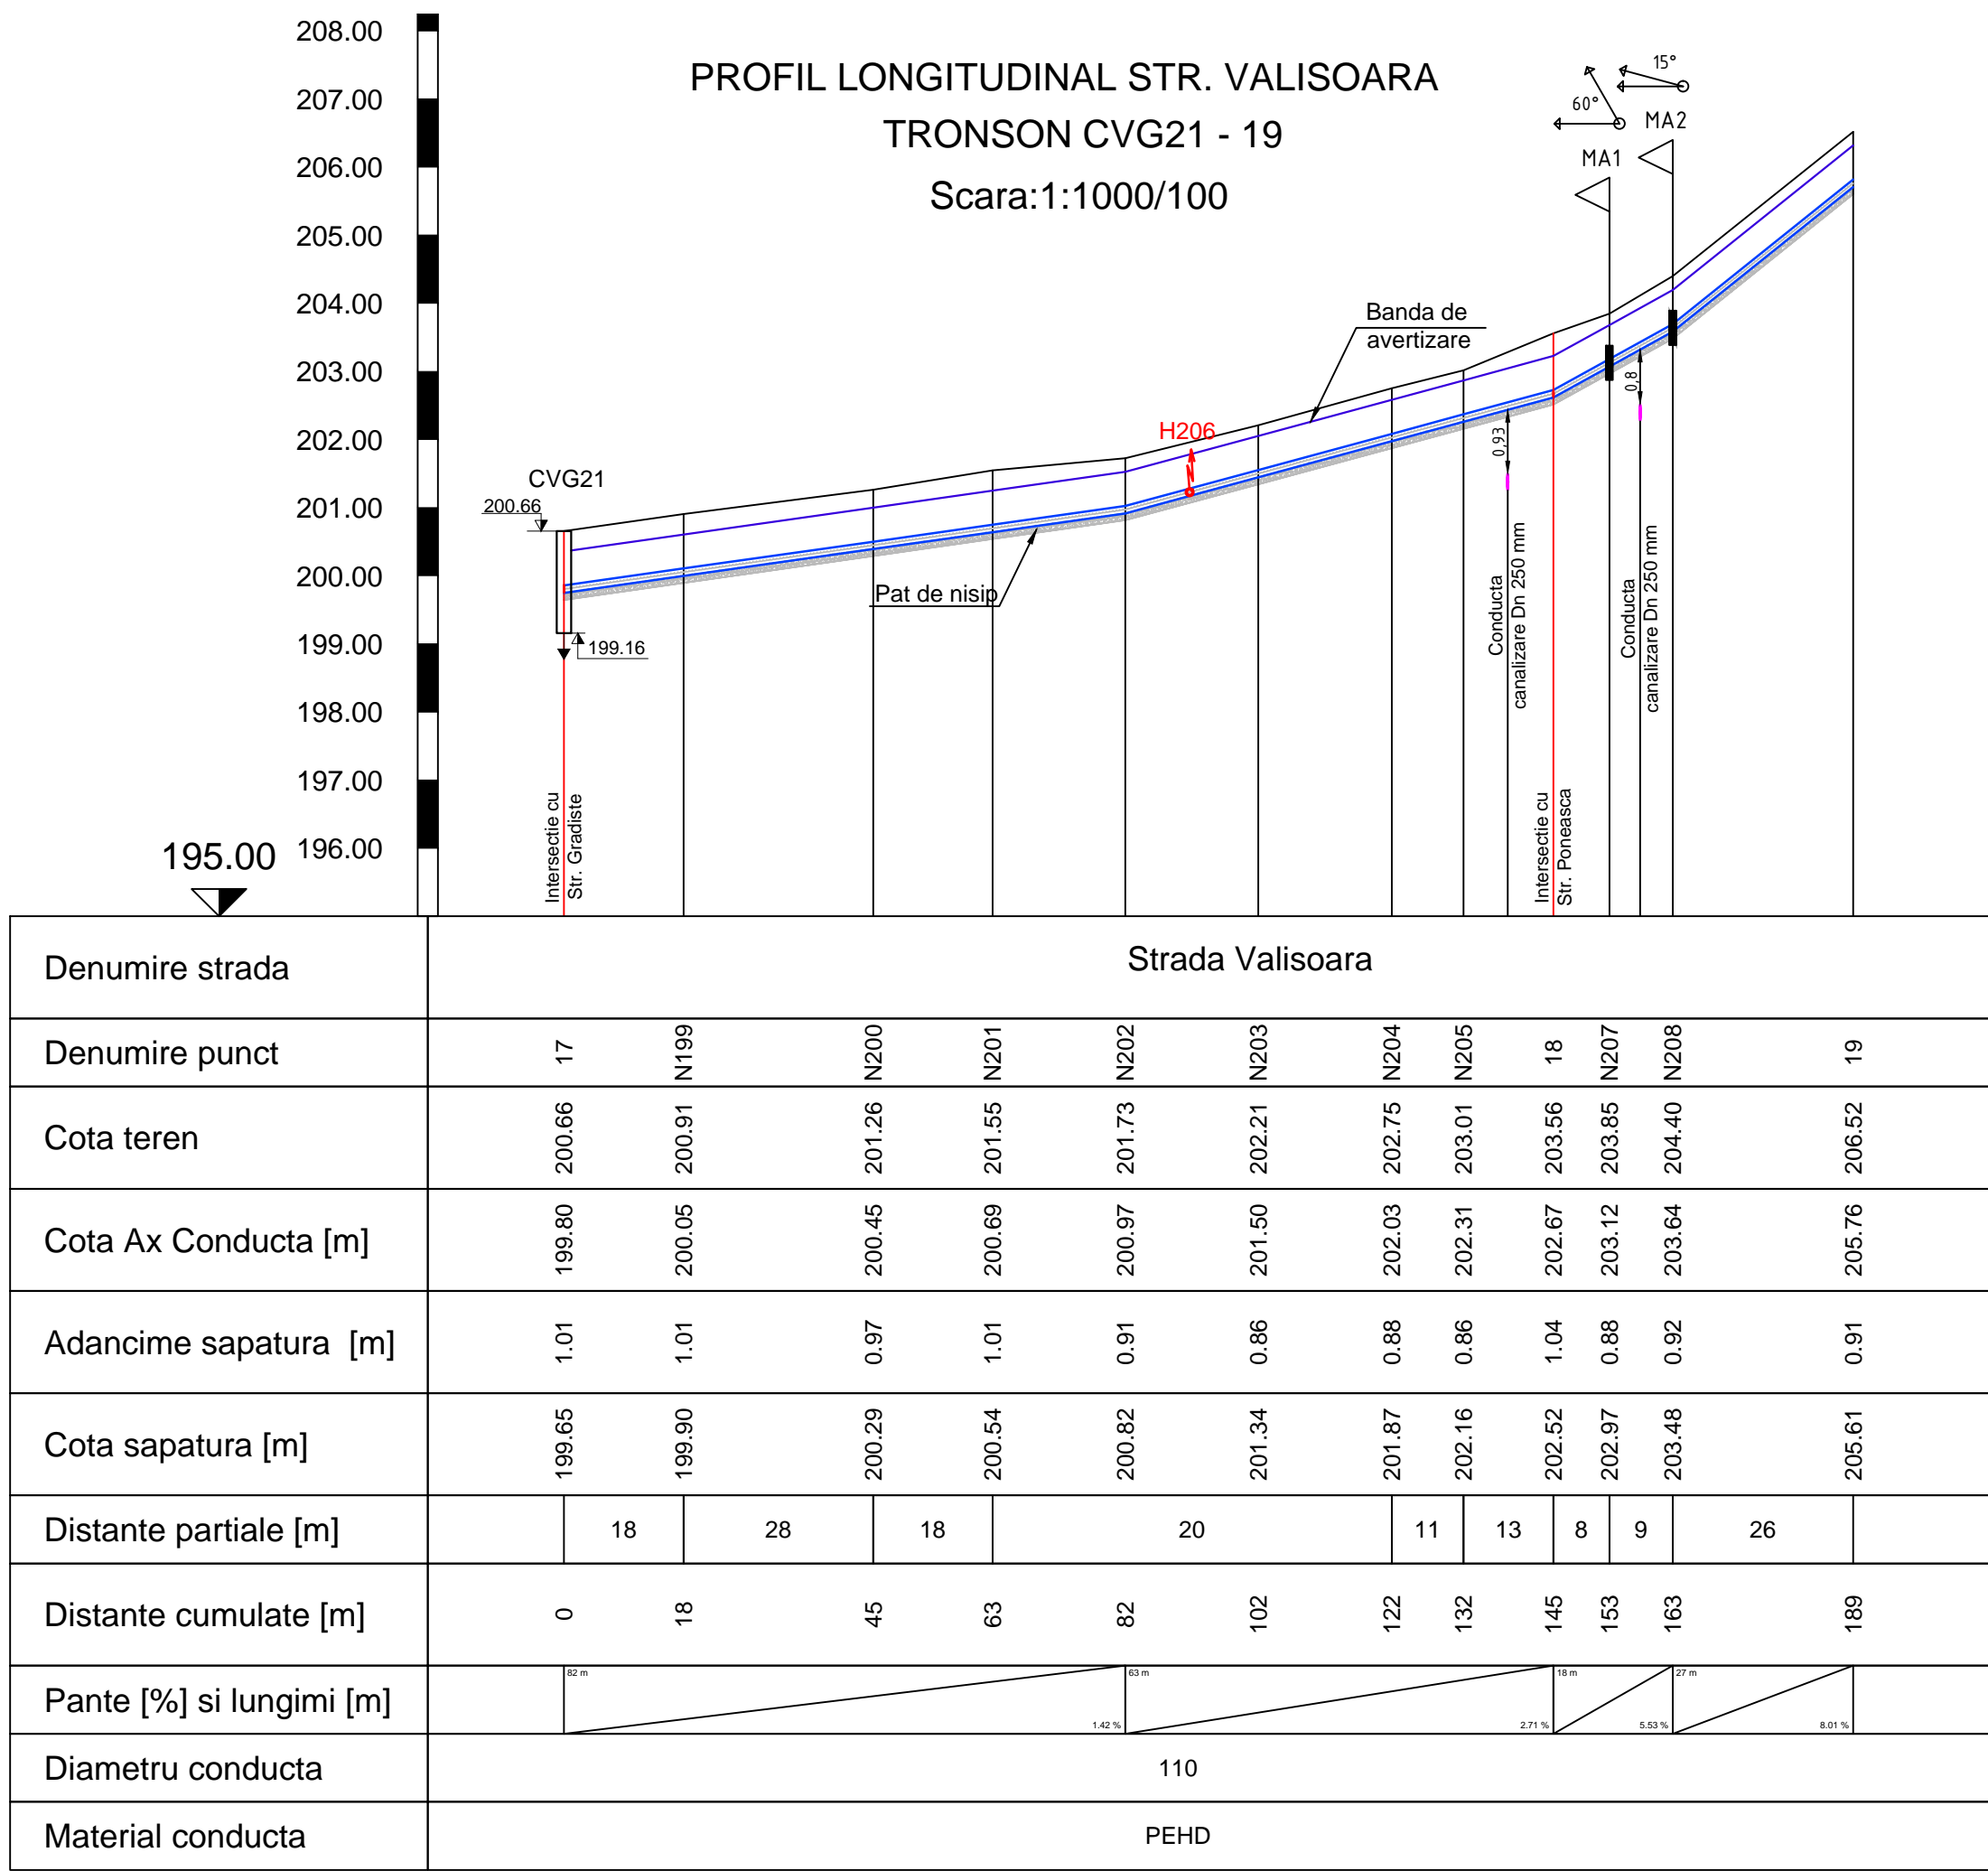 PROFIL LONGITUDINAL STR. VALISOARA
TRONSON CVG21 - 19
Scara:1:1000/100
208.00
207.00
206.00
205.00
204.00
203.00
202.00
201.00
200.00
199.00
198.00
197.00
196.00
195.00
15°
60°
MA2
MA1
Banda de
avertizare
H206
CVG21
200.66
199.16
Pat de nisip
0,93
0,8
Conducta
canalizare Dn 250 mm
Conducta
canalizare Dn 250 mm
Intersectie cu
Str. Gradiste
Intersectie cu
Str. Poneasca
Denumire strada
Strada Valisoara
Denumire punct
17 N199 N200 N201 N202 N203 N204 N205 18 N207 N208 19
Cota teren
200.66 200.91 201.26 201.55 201.73 202.21 202.75 203.01 203.56 203.85 204.40 206.52
Cota Ax Conducta [m]
199.80 200.05 200.45 200.69 200.97 201.50 202.03 202.31 202.67 203.12 203.64 205.76
Adancime sapatura [m]
1.01 1.01 0.97 1.01 0.91 0.86 0.88 0.86 1.04 0.88 0.92 0.91
Cota sapatura [m]
199.65 199.90 200.29 200.54 200.82 201.34 201.87 202.16 202.52 202.97 203.48 205.61
Distante partiale [m]
18 28 18 20 11 13 8 9 26
Distante cumulate [m]
0 18 45 63 82 102 122 132 145 153 163 189
Pante [%] si lungimi [m]
82 m 63 m 18 m 27 m
1.42 % 2.71 % 5.53 % 8.01 %
Diametru conducta
110
Material conducta
PEHD